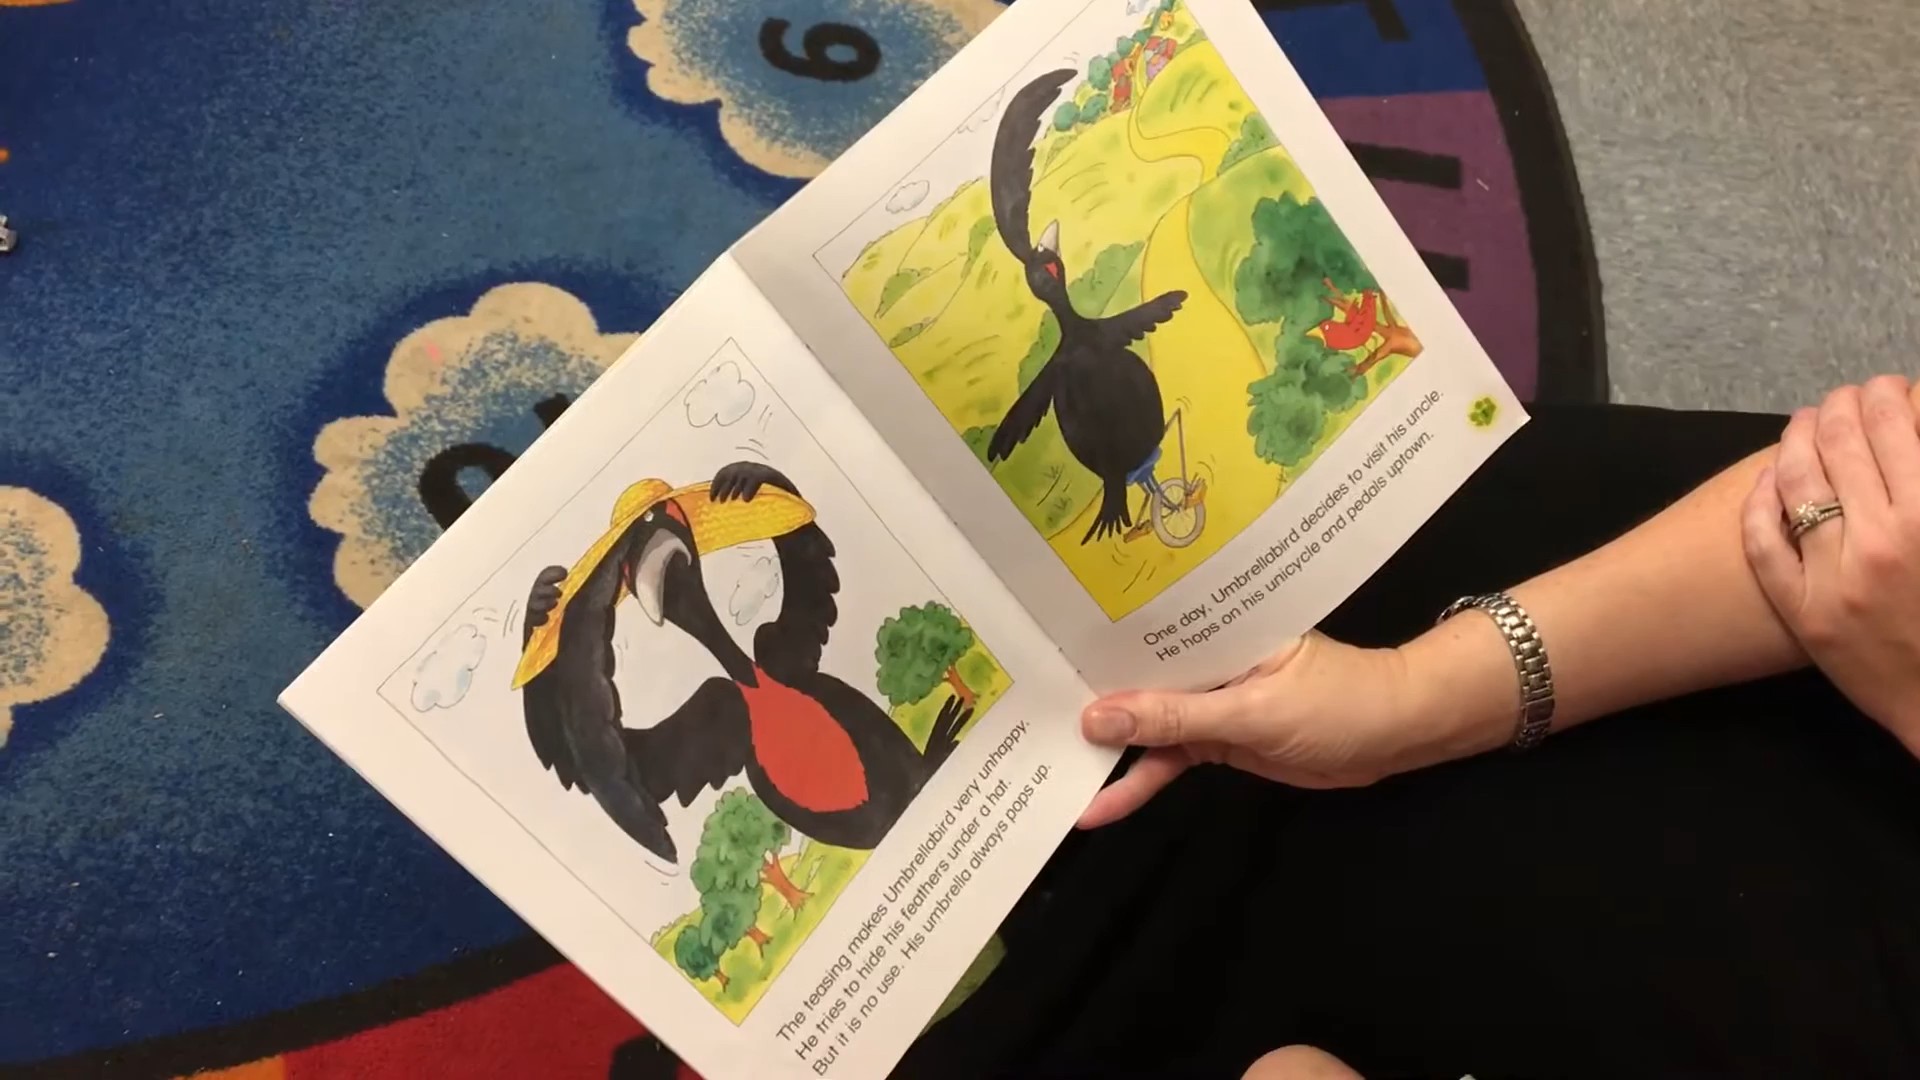 The teasing makes Umbrellabird very unhappy.
He tries to hide his feathers under a hat.
But it is no use. His umbrella always pops up.
One day, Umbrellabird decides to visit his uncle.
He hops on his unicycle and pedals uptown.
9